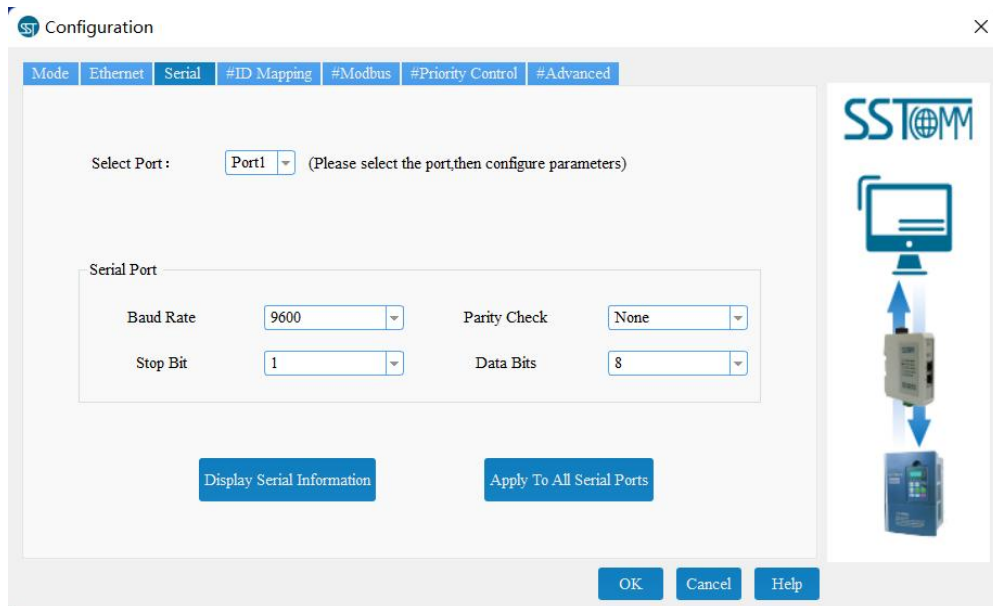 SST Configuration
Mode Ethernet Serial #ID Mapping #Modbus #Priority Control #Advanced
SSTCOMM
Select Port: Port1 (Please select the port,then configure parameters)
Serial Port
Baud Rate 9600 Parity Check None
Stop Bit 1 Data Bits 8
Display Serial Information Apply To All Serial Ports
OK Cancel Help